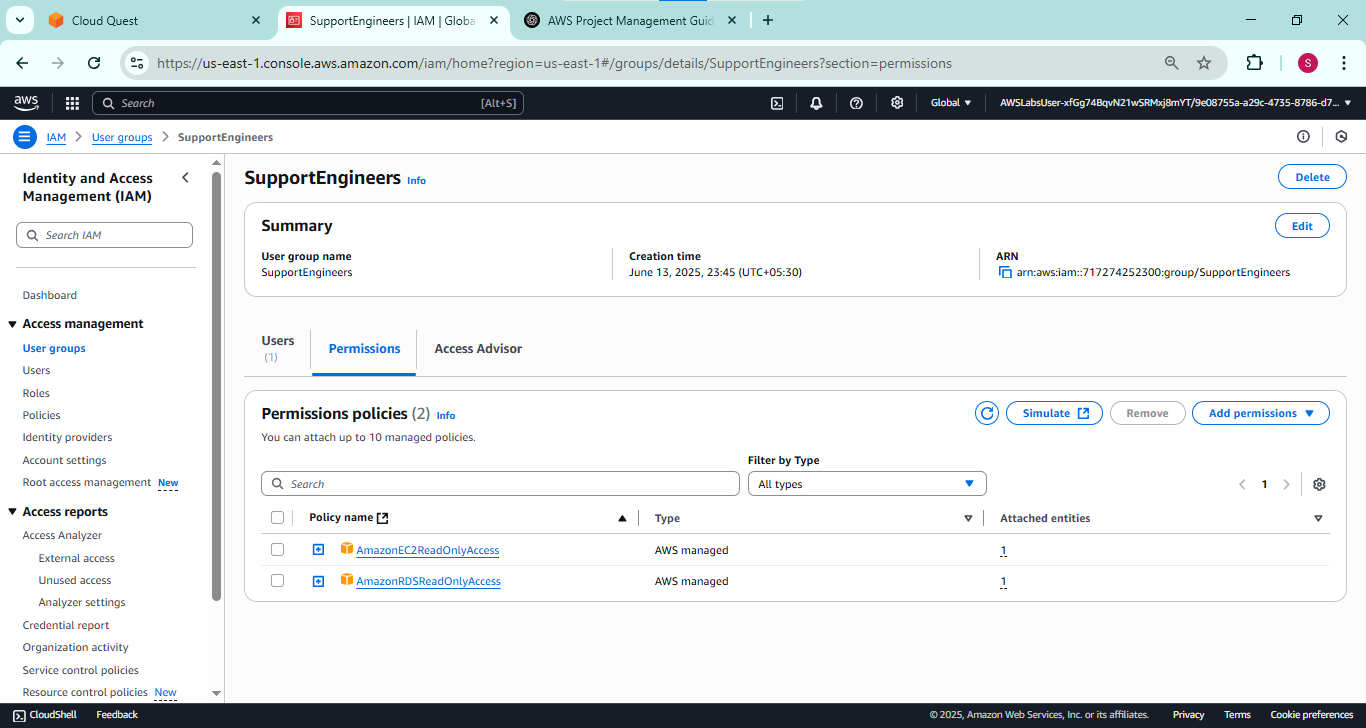 Cloud Quest
SupportEngineers | IAM | Globa
AWS Project Management Guid
https://us-east-1.console.aws.amazon.com/iam/home?region=us-east-1#/groups/details/SupportEngineers?section=permissions
S
aws
Search [Alt+S]
Global
AWSLabsUser-xfGg74BqvN21wSRMxj8mYT/9e08755a-a29c-4735-8786-d7...
IAM
User groups
SupportEngineers
Identity and Access
Management (IAM)
Search IAM
Dashboard
Access management
User groups
Users
Roles
Policies
Identity providers
Account settings
Root access management New
Access reports
Access Analyzer
External access
Unused access
Analyzer settings
Credential report
Organization activity
Service control policies
Resource control policies New
SupportEngineers Info
Delete
Summary
Edit
User group name
SupportEngineers
Creation time
June 13, 2025, 23:45 (UTC+05:30)
ARN
arn:aws:iam::717274252300:group/SupportEngineers
Users
(1)
Permissions
Access Advisor
Permissions policies (2) Info
You can attach up to 10 managed policies.
Simulate
Remove
Add permissions
Filter by Type
Search
All types
1
Policy name Type Attached entities
AmazonEC2ReadOnlyAccess AWS managed 1
AmazonRDSReadOnlyAccess AWS managed 1
CloudShell Feedback © 2025, Amazon Web Services, Inc. or its affiliates. Privacy Terms Cookie preferences